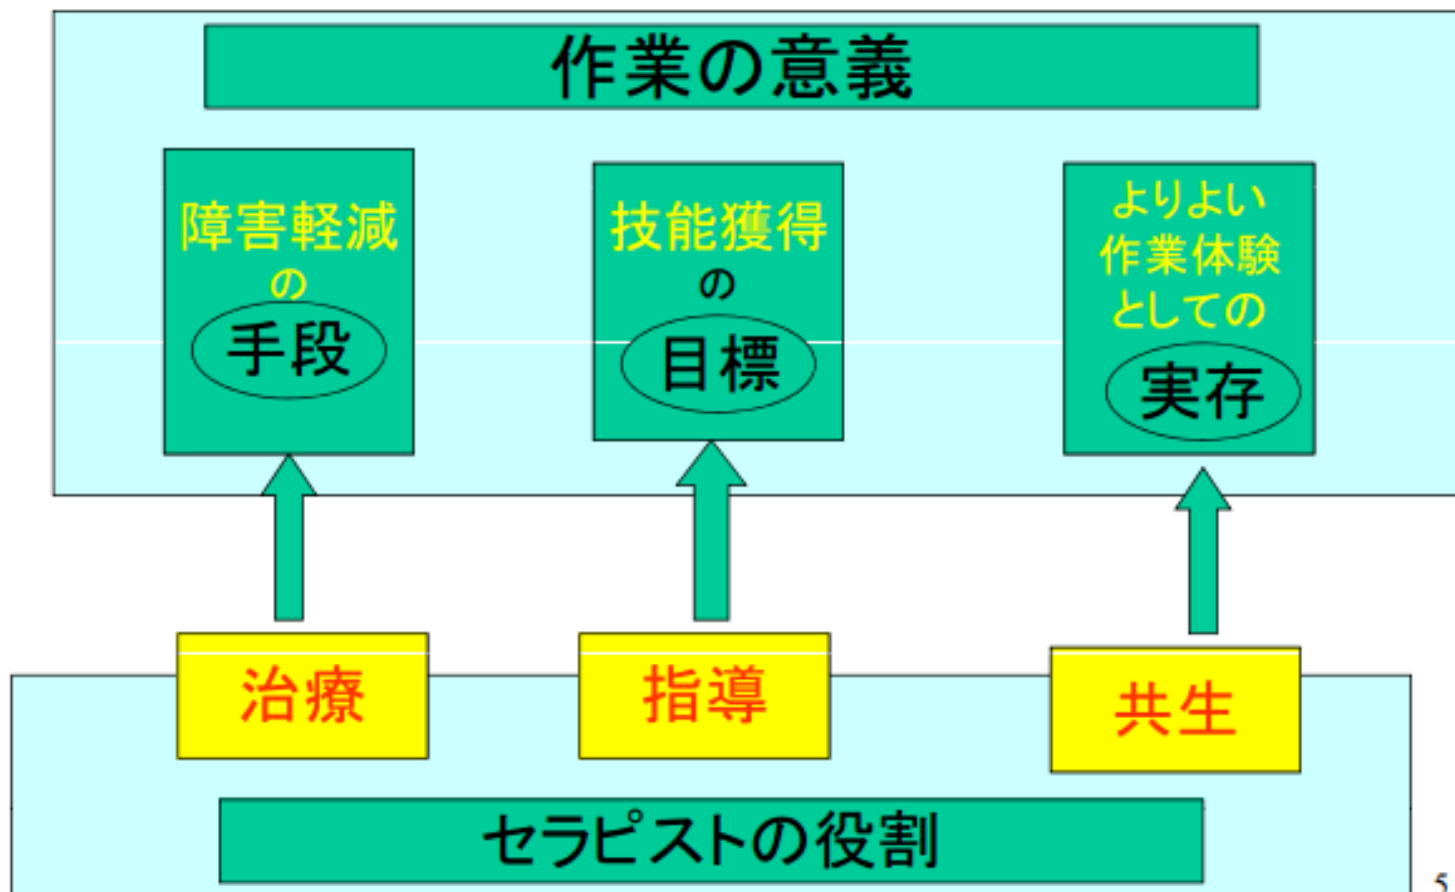 作業の意義
障害軽減
の
手段
技能獲得
の
目標
よりよい
作業体験
としての
実存
治療
指導
共生
セラピストの役割
5